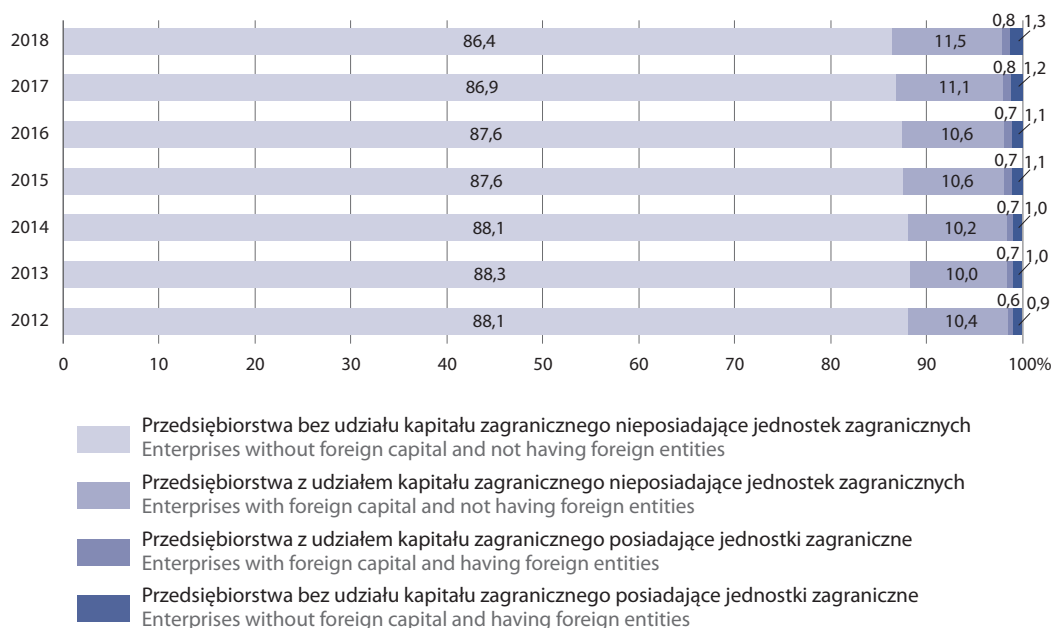 0,8 1,3
2018 86,4 11,5
0,8 1,2
2017 86,9 11,1
0,7 1,1
2016 87,6 10,6
0,7 1,1
2015 87,6 10,6
0,7 1,0
2014 88,1 10,2
0,7 1,0
2013 88,3 10,0
0,6 0,9
2012 88,1 10,4
0 10 20 30 40 50 60 70 80 90 100%
Przedsiębiorstwa bez udziału kapitału zagranicznego nieposiadające jednostek zagranicznych
Enterprises without foreign capital and not having foreign entities
Przedsiębiorstwa z udziałem kapitału zagranicznego nieposiadające jednostek zagranicznych
Enterprises with foreign capital and not having foreign entities
Przedsiębiorstwa z udziałem kapitału zagranicznego posiadające jednostki zagraniczne
Enterprises with foreign capital and having foreign entities
Przedsiębiorstwa bez udziału kapitału zagranicznego posiadające jednostki zagraniczne
Enterprises without foreign capital and having foreign entities